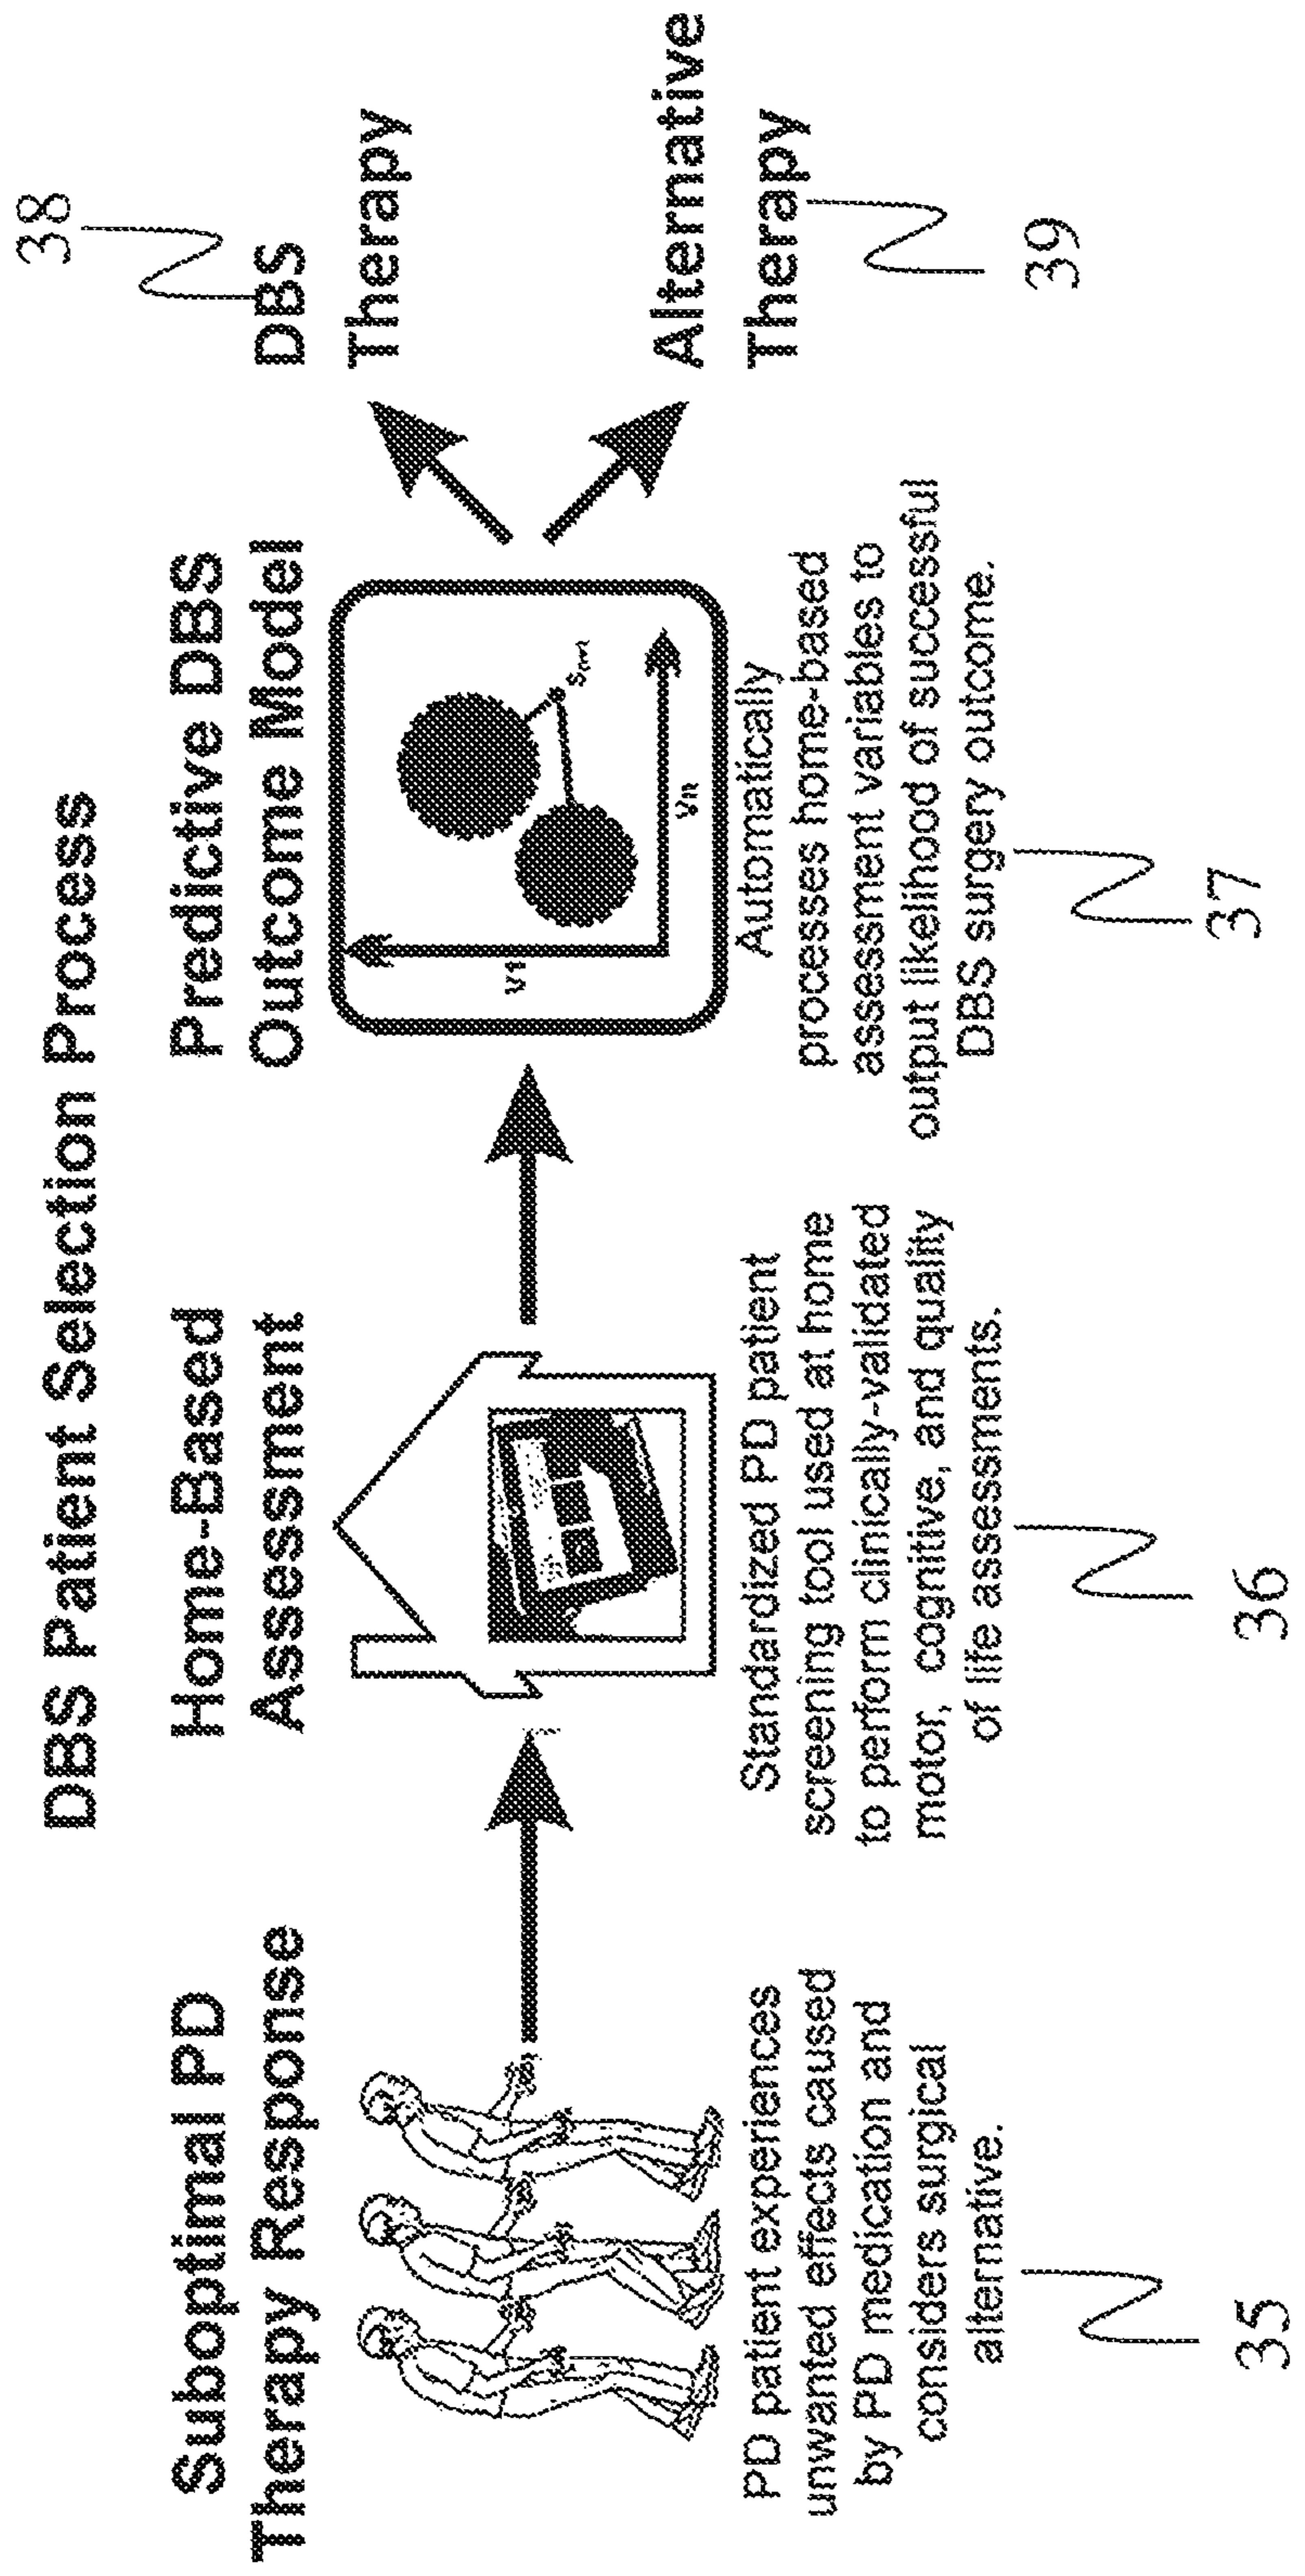 DBS Patient Selection Process
Suboptimal PD
Therapy Response
PD patient experiences
unwanted effects caused
by PD medication and
considers surgical
alternative.
35
Home-Based
Assessment
Standardized PD patient
screening tool used at home
to perform clinically-validated
motor, cognitive, and quality
of life assessments.
36
Predictive DBS
Outcome Model
V1
Vn
Automatically
processes home-based
assessment variables to
output likelihood of successful
DBS surgery outcome.
37
DBS
Therapy
38
Alternative
Therapy
39